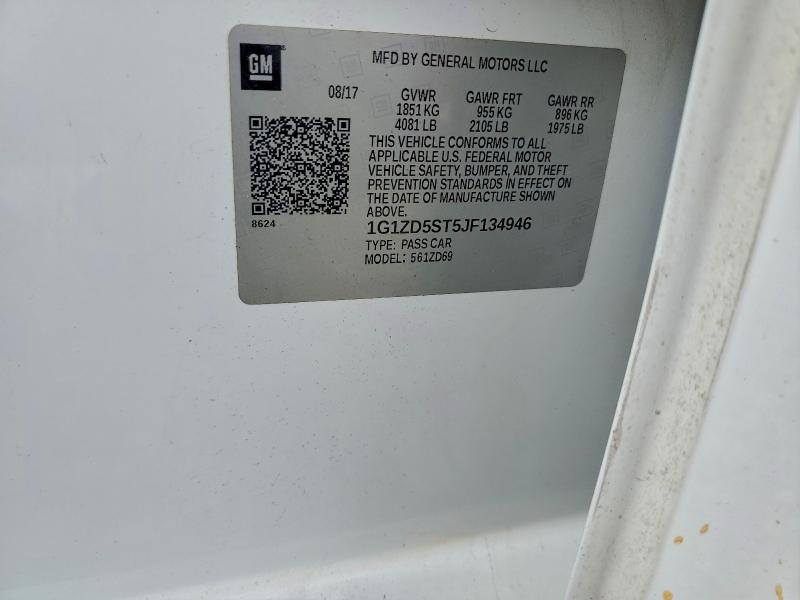 GM
MFD BY GENERAL MOTORS LLC
08/17 GVWR GAWR FRT GAWR RR
1851 KG 955 KG 896 KG
4081 LB 2105 LB 1975 LB
THIS VEHICLE CONFORMS TO ALL
APPLICABLE U.S. FEDERAL MOTOR
VEHICLE SAFETY, BUMPER, AND THEFT
PREVENTION STANDARDS IN EFFECT ON
THE DATE OF MANUFACTURE SHOWN
ABOVE.
8624
1G1ZD5ST5JF134946
TYPE: PASS CAR
MODEL: 561ZD69